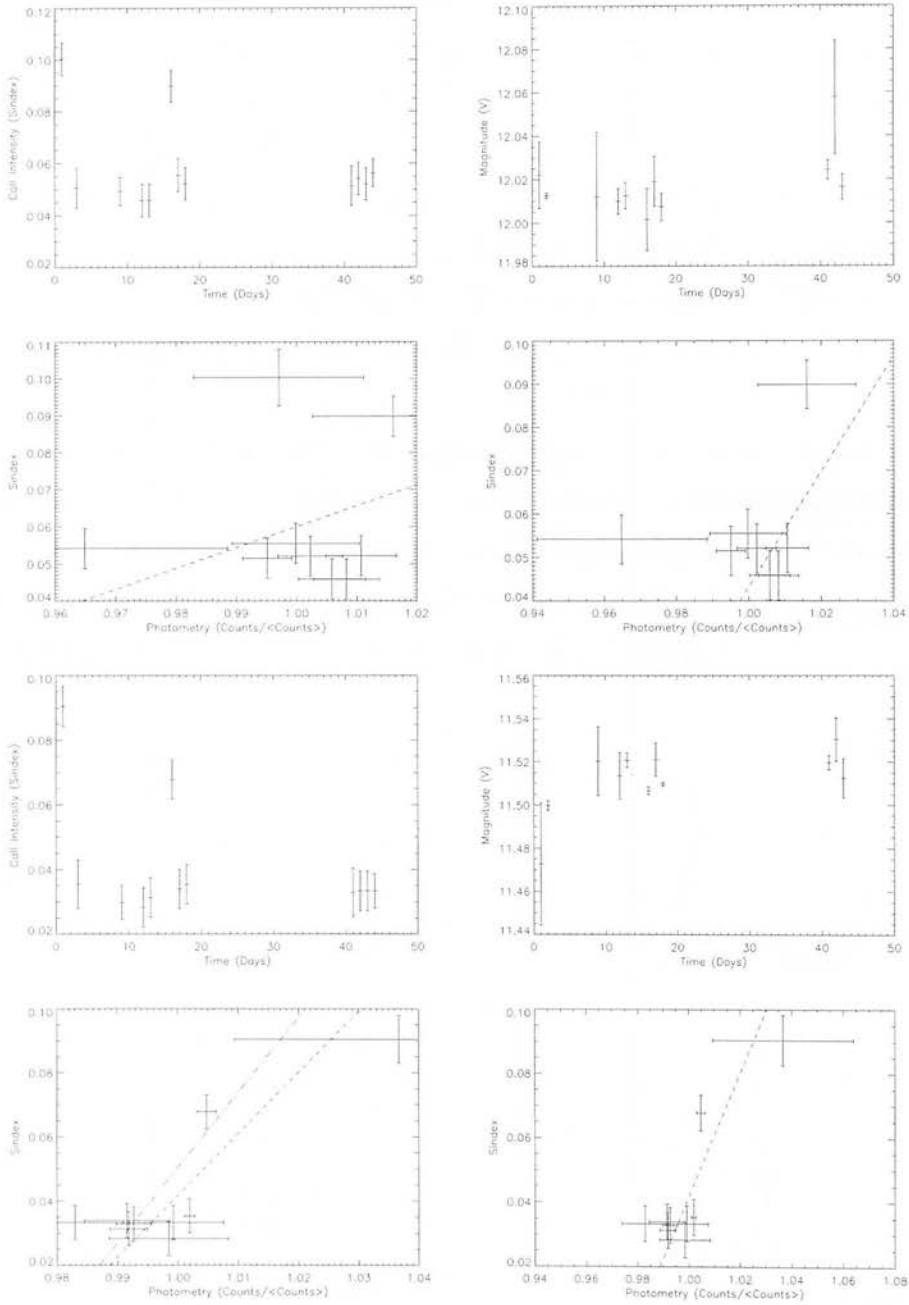 0.12
0.10
0.08
0.06
0.04
0.02
CaII Intensity (Sindex)
0 10 20 30 40 50
Time (Days)
12.10
12.08
12.06
12.04
12.02
12.00
11.98
Magnitude (V)
0 10 20 30 40 50
Time (Days)
0.11
0.10
0.09
0.08
0.07
0.06
0.05
0.04
Sindex
0.96 0.97 0.98 0.99 1.00 1.01 1.02
Photometry (Counts/<Counts>)
0.10
0.09
0.08
0.07
0.06
0.05
0.04
Sindex
0.94 0.96 0.98 1.00 1.02 1.04
Photometry (Counts/<Counts>)
0.10
0.08
0.06
0.04
0.02
CaII Intensity (Sindex)
0 10 20 30 40 50
Time (Days)
11.56
11.54
11.52
11.50
11.48
11.46
11.44
Magnitude (V)
0 10 20 30 40 50
Time (Days)
0.10
0.08
0.06
0.04
0.02
Sindex
0.98 0.99 1.00 1.01 1.02 1.03 1.04
Photometry (Counts/<Counts>)
0.10
0.08
0.06
0.04
0.02
Sindex
0.94 0.96 0.98 1.00 1.02 1.04 1.06 1.08
Photometry (Counts/<Counts>)